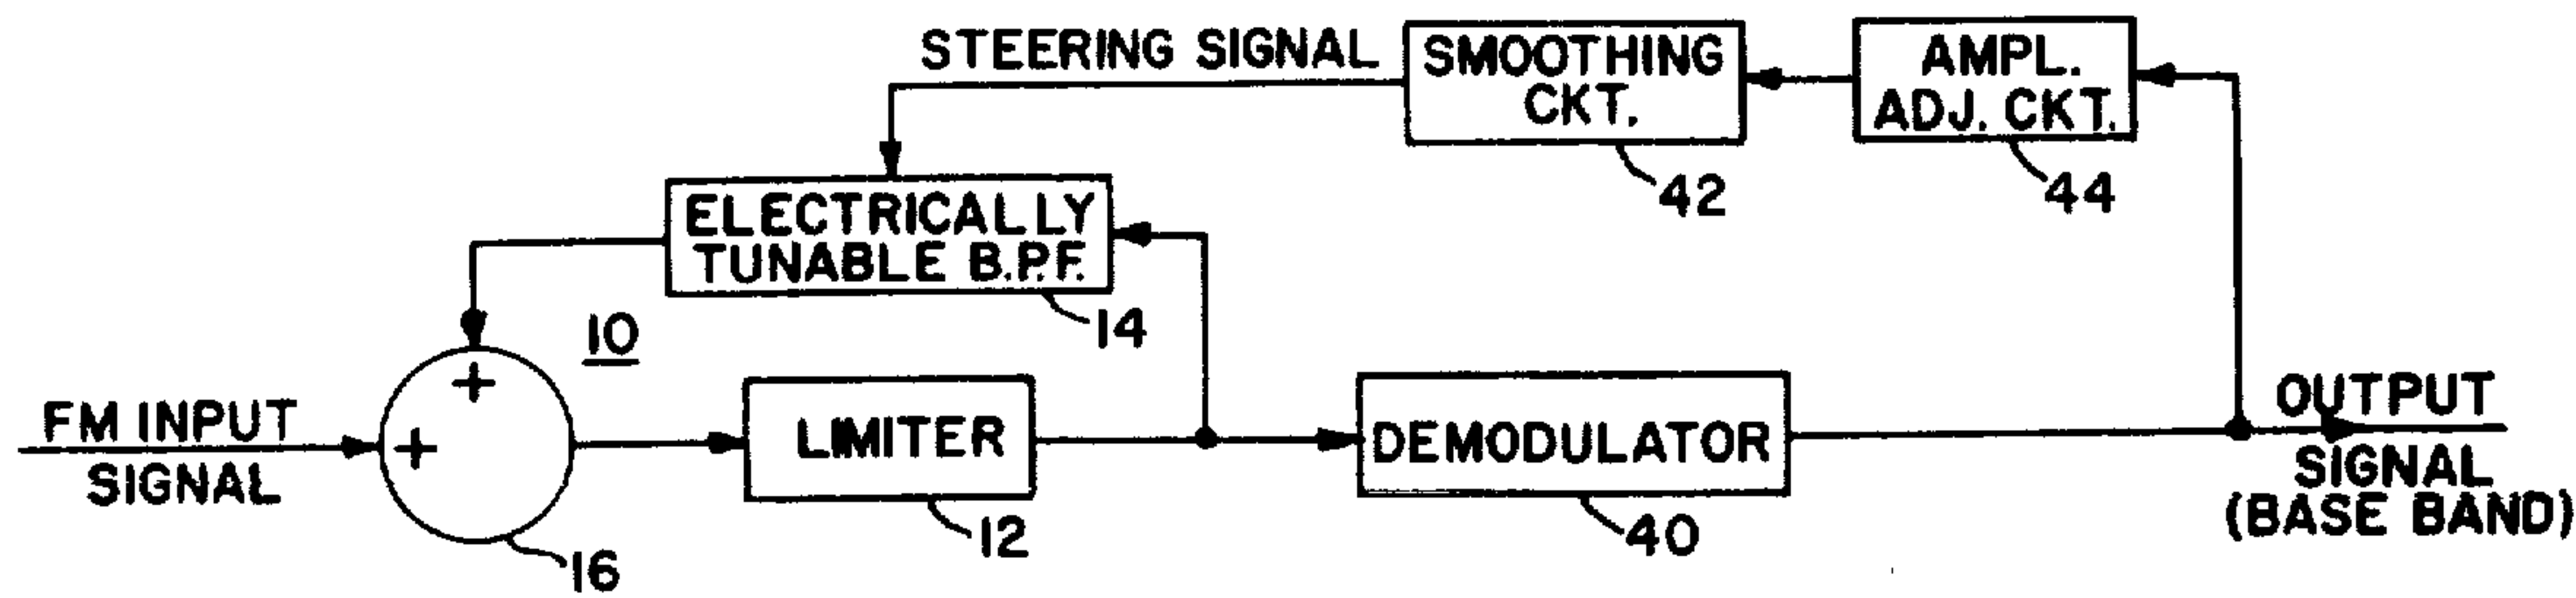 STEERING SIGNAL
SMOOTHING
CKT.
42
AMPL.
ADJ. CKT.
44
ELECTRICALLY
TUNABLE B.P.F.
14
10
FM INPUT
SIGNAL
+
+
16
LIMITER
12
DEMODULATOR
40
OUTPUT
SIGNAL
(BASE BAND)